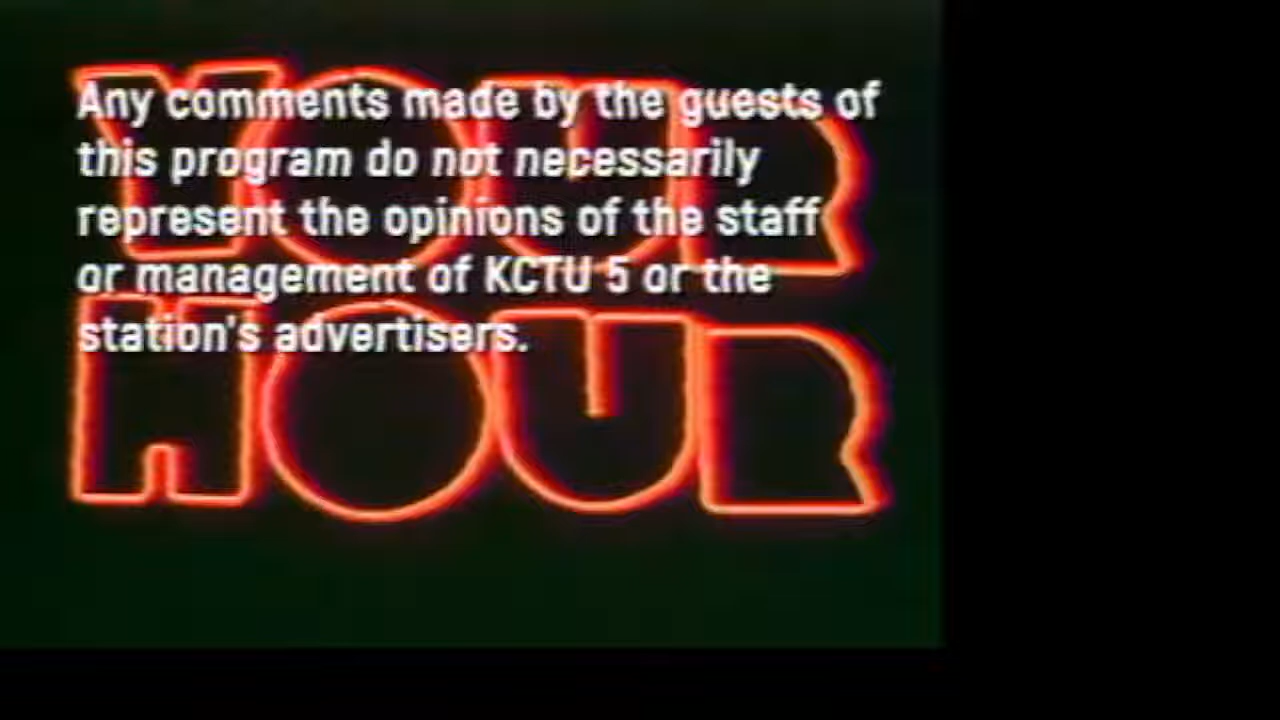 YOUR
HOUR
Any comments made by the guests of
this program do not necessarily
represent the opinions of the staff
or management of KCTU 5 or the
station's advertisers.